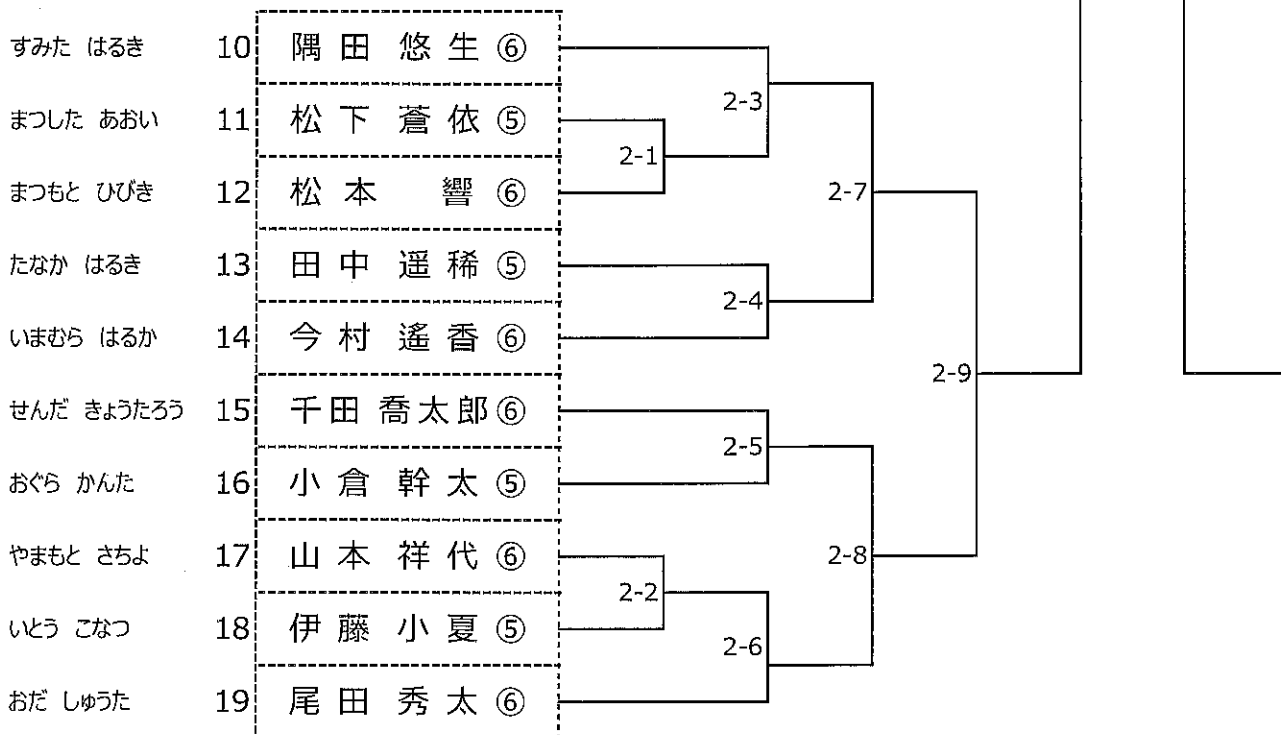 すみた はるき 10 隅田 悠生 ⑥
2-3
まつした あおい 11 松下 蒼依 ⑤
2-1
まつもと ひびき 12 松本 響 ⑥
2-7
たなか はるき 13 田中 遥稀 ⑤
2-4
いまむら はるか 14 今村 遙香 ⑥
2-9
せんだ きょうたろう 15 千田 喬太郎 ⑥
2-5
おぐら かんた 16 小倉 幹太 ⑤
やまもと さちよ 17 山本 祥代 ⑥
2-8
2-2
いとう こなつ 18 伊藤 小夏 ⑤
2-6
おだ しゅうた 19 尾田 秀太 ⑥